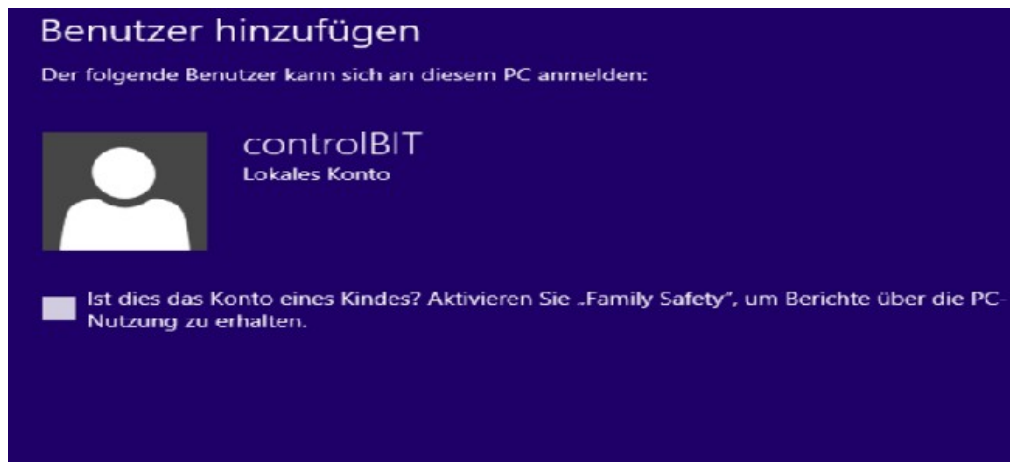 Benutzer hinzufügen
Der folgende Benutzer kann sich an diesem PC anmelden:
controlBIT
Lokales Konto
Ist dies das Konto eines Kindes? Aktivieren Sie „Family Safety“, um Berichte über die PC-
Nutzung zu erhalten.